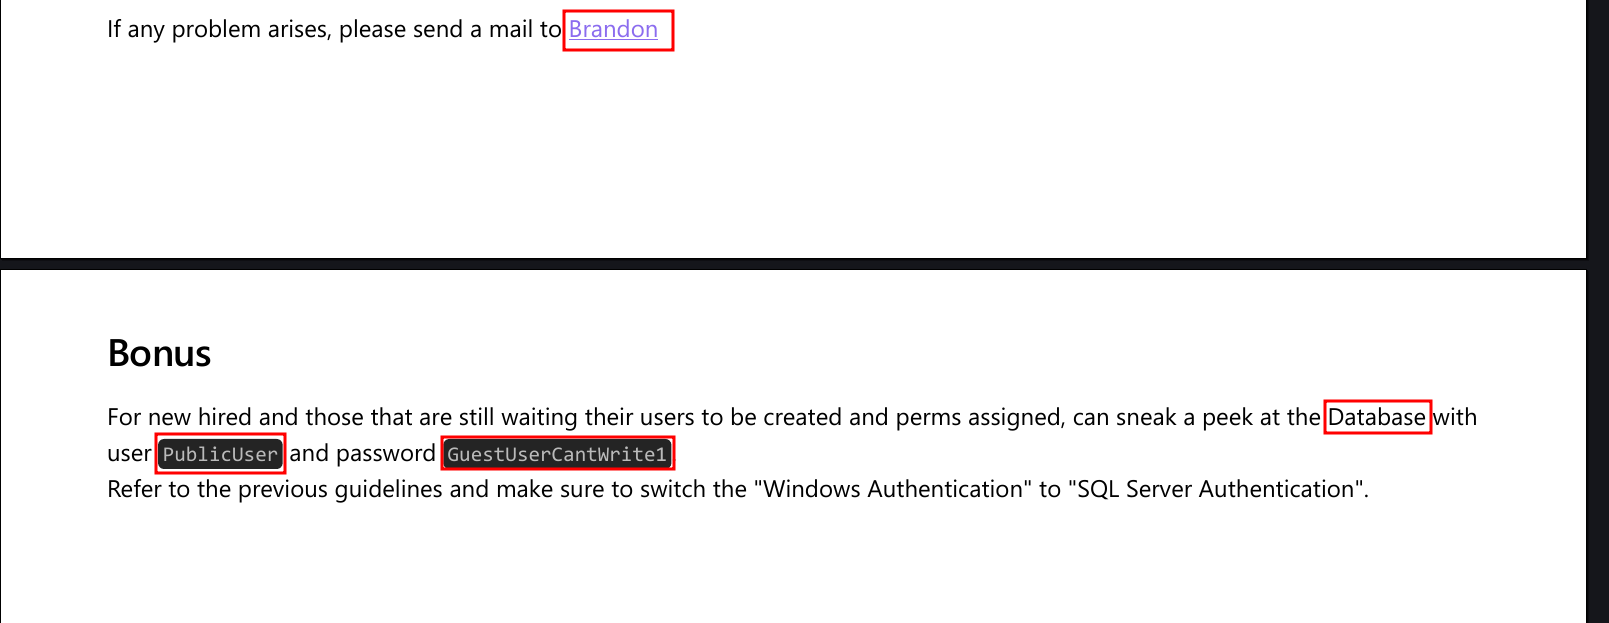 If any problem arises, please send a mail to Brandon
Bonus
For new hired and those that are still waiting their users to be created and perms assigned, can sneak a peek at the Database with
user PublicUser and password GuestUserCantWrite1
Refer to the previous guidelines and make sure to switch the "Windows Authentication" to "SQL Server Authentication".